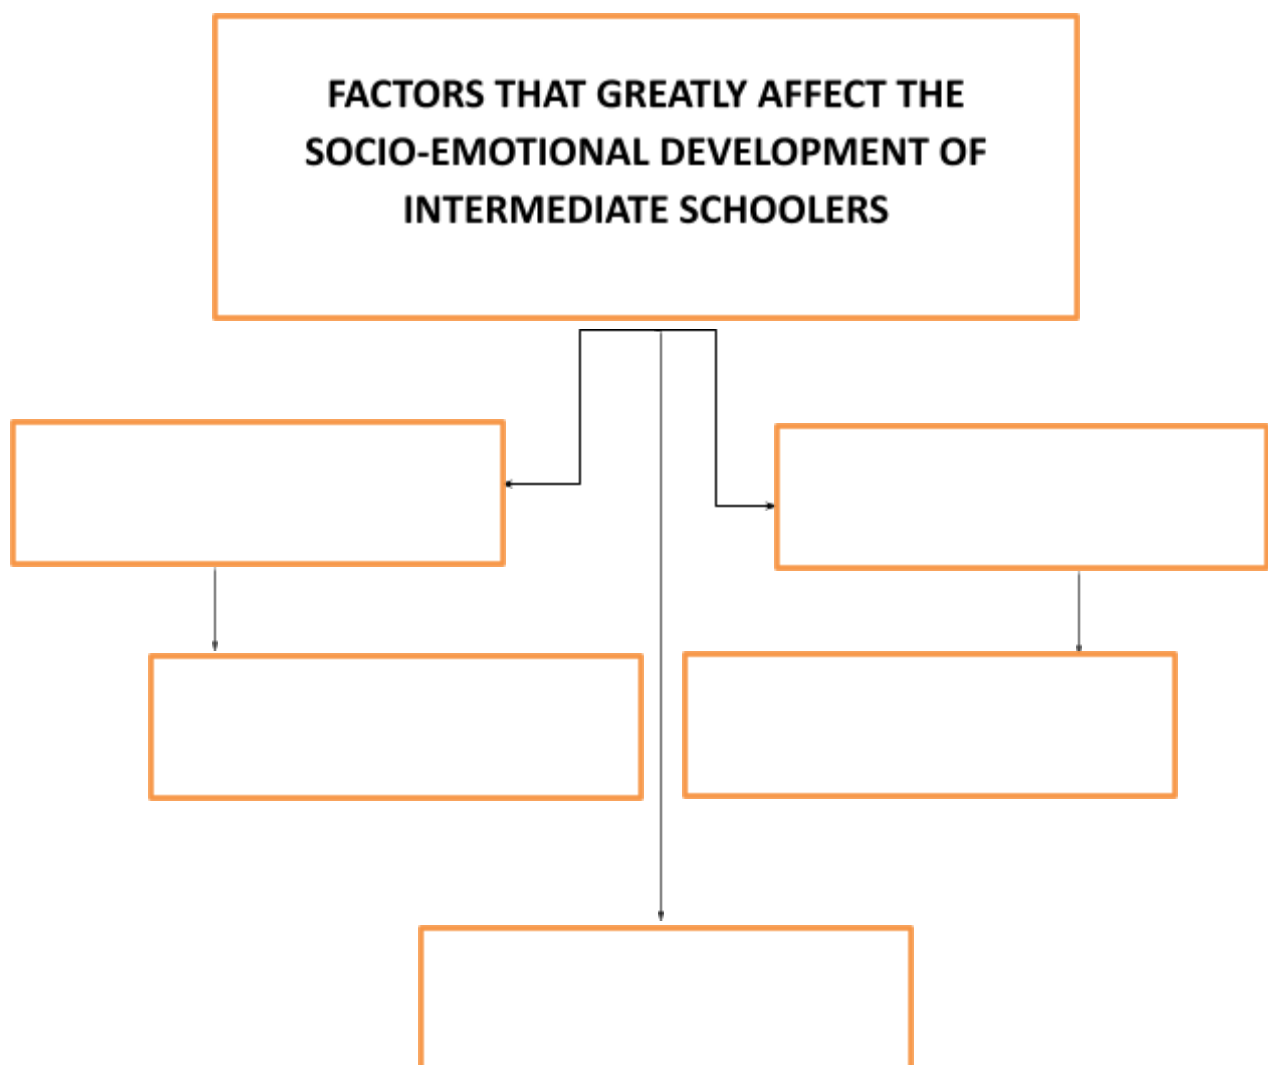 FACTORS THAT GREATLY AFFECT THE
SOCIO-EMOTIONAL DEVELOPMENT OF
INTERMEDIATE SCHOOLERS